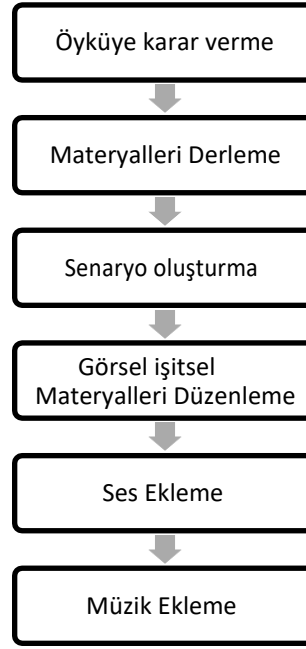 Öyküye karar verme
Materyalleri Derleme
Senaryo oluşturma
Görsel işitsel
Materyalleri Düzenleme
Ses Ekleme
Müzik Ekleme